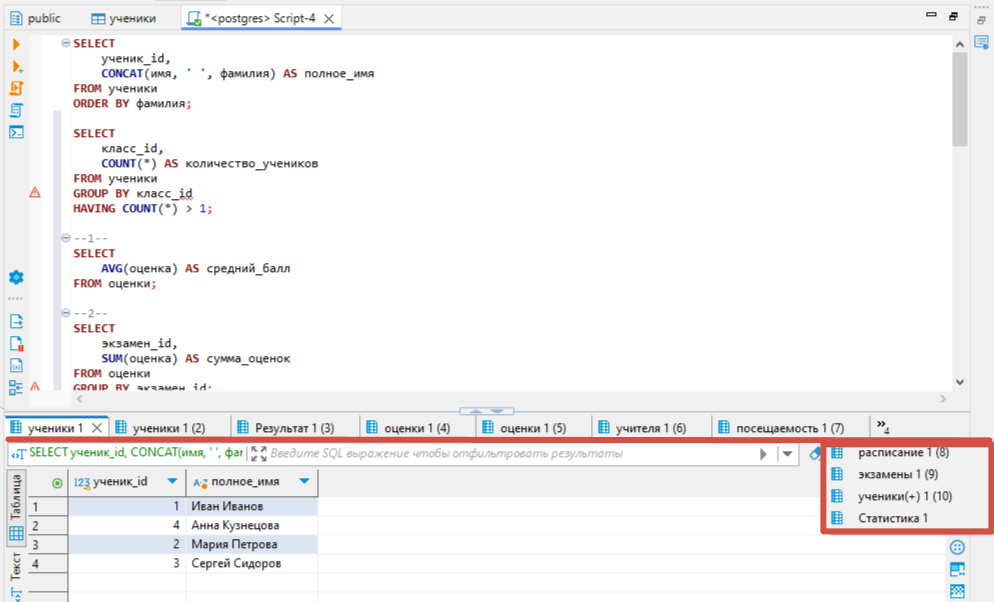 public ученики *<postgres> Script-4
SELECT
ученик_id,
CONCAT(имя, ' ', фамилия) AS полное_имя
FROM ученики
ORDER BY фамилия;
SELECT
класс_id,
COUNT(*) AS количество_учеников
FROM ученики
GROUP BY класс_id
HAVING COUNT(*) > 1;
--1--
SELECT
AVG(оценка) AS средний_балл
FROM оценки;
--2--
SELECT
экзамен_id,
SUM(оценка) AS сумма_оценок
FROM оценки
GROUP BY экзамен_id;
ученики 1 ученики 1 (2) Результат 1 (3) оценки 1 (4) оценки 1 (5) учителя 1 (6) посещаемость 1 (7) »4
SELECT ученик_id, CONCAT(имя, ' ', фам Введите SQL выражение чтобы отфильтровать результаты
расписание 1 (8)
экзамены 1 (9)
ученики(+) 1 (10)
Статистика 1
Таблица
Текст
123 ученик_id A-Z полное_имя
1 1 Иван Иванов
2 4 Анна Кузнецова
3 2 Мария Петрова
4 3 Сергей Сидоров